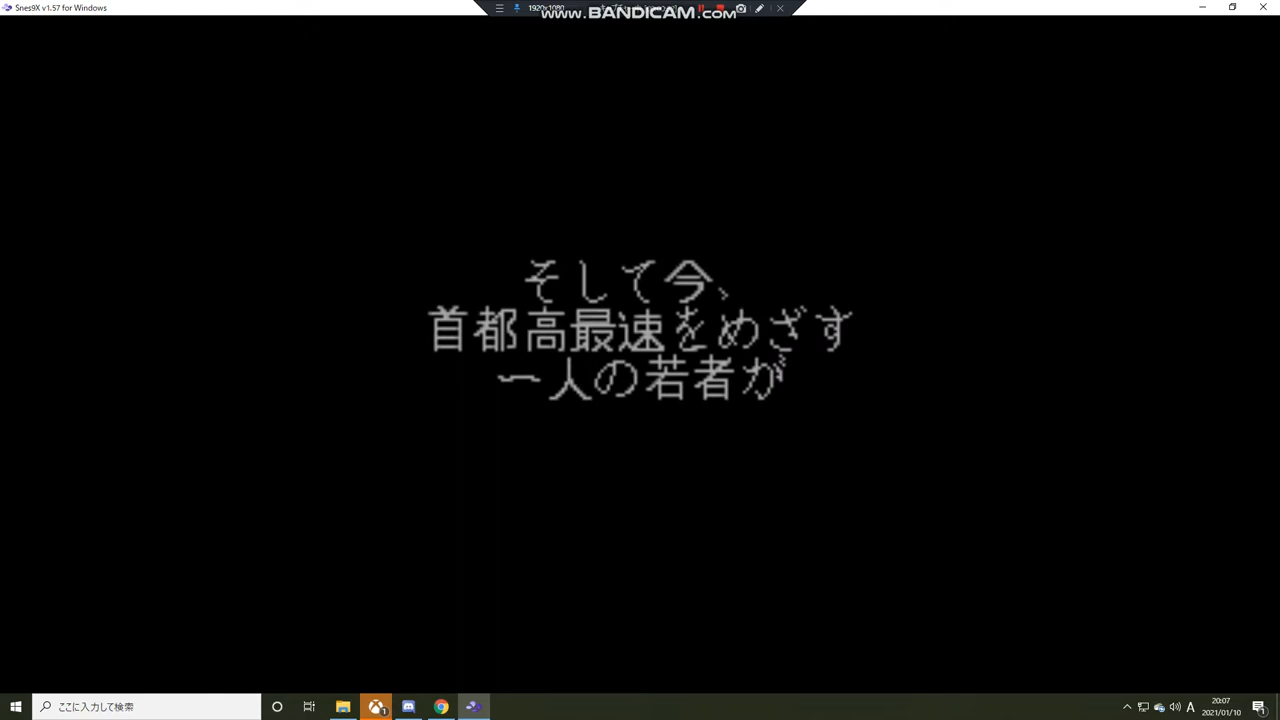 Snes9X v1.57 for Windows
1920x1080
www.BANDICAM.com
そして今、
首都高最速をめざす
一人の若者が
ここに入力して検索
A
20:07
2021/01/10